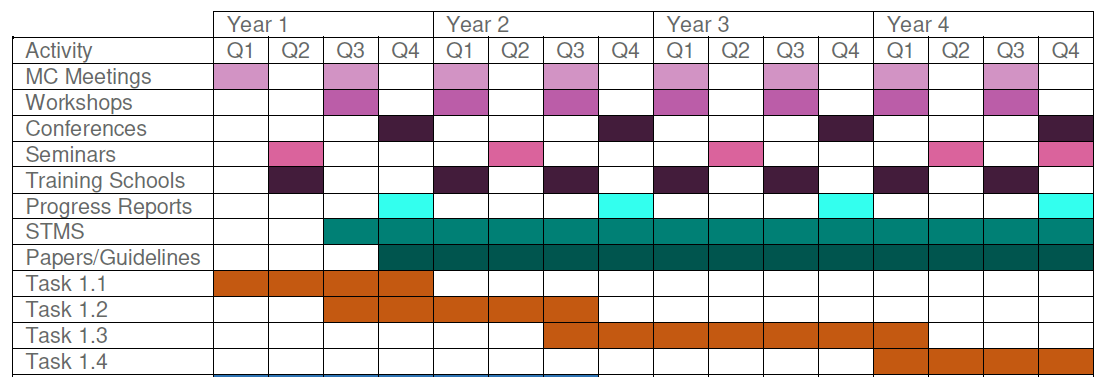 Year 1 Year 2 Year 3 Year 4
Activity Q1 Q2 Q3 Q4 Q1 Q2 Q3 Q4 Q1 Q2 Q3 Q4 Q1 Q2 Q3 Q4
MC Meetings
Workshops
Conferences
Seminars
Training Schools
Progress Reports
STMS
Papers/Guidelines
Task 1.1
Task 1.2
Task 1.3
Task 1.4